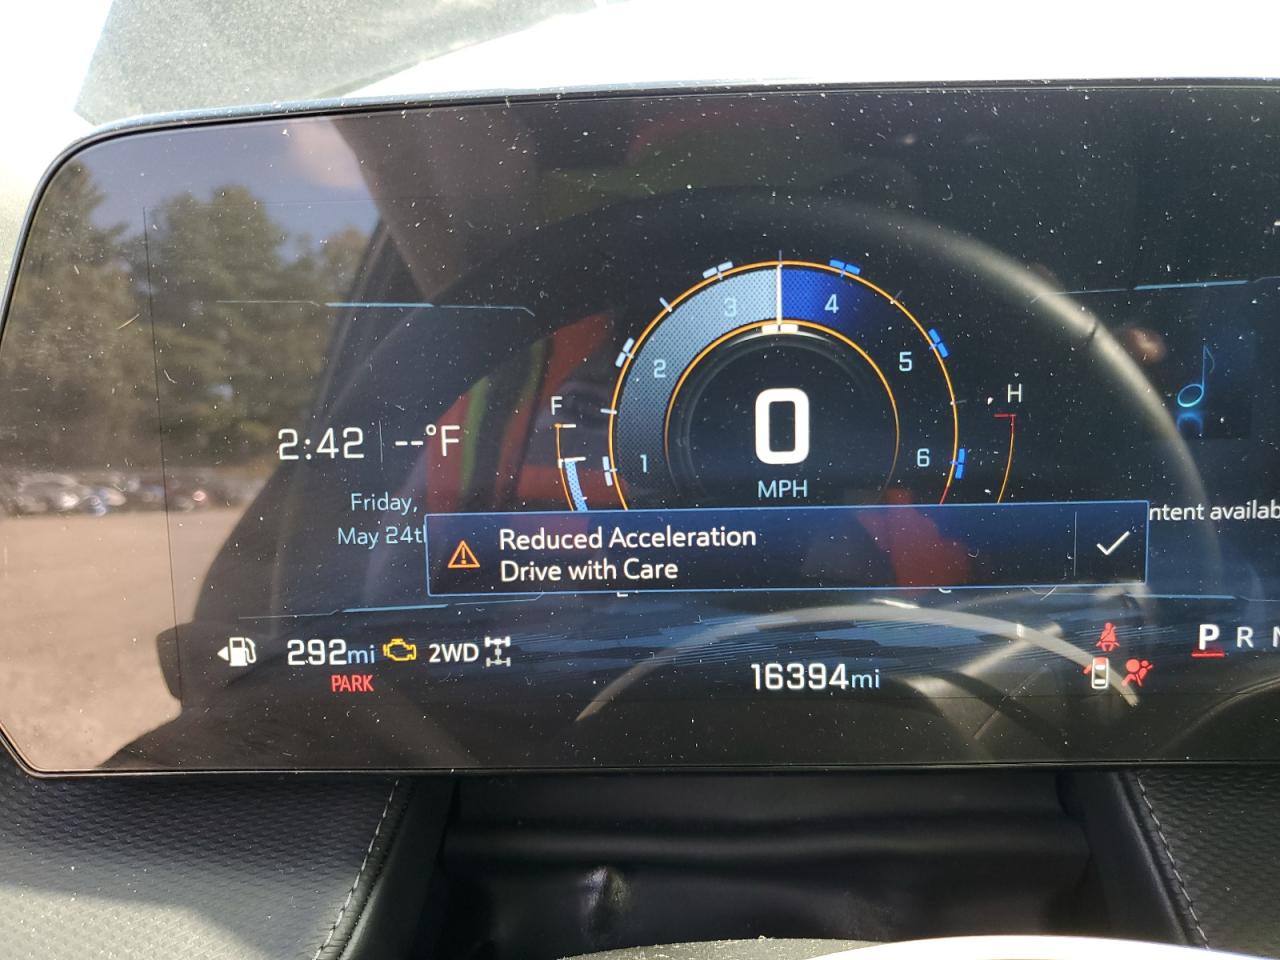 3 4
2 5
F H
2:42 --°F 0
1 6
MPH
Friday,
May 24t
ntent availab
Reduced Acceleration
Drive with Care
292mi 2WD P R
PARK 16394mi